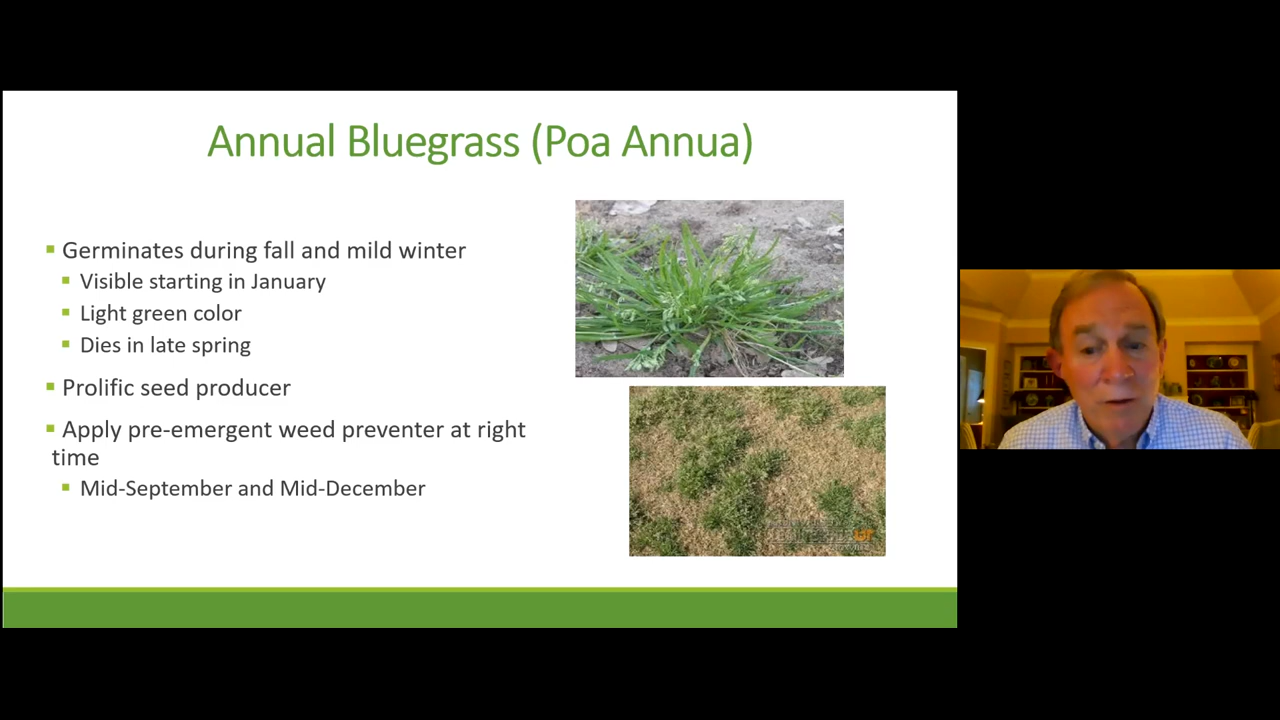 Annual Bluegrass (Poa Annua)
▪ Germinates during fall and mild winter
▪ Visible starting in January
▪ Light green color
▪ Dies in late spring
▪ Prolific seed producer
▪ Apply pre-emergent weed preventer at right
time
▪ Mid-September and Mid-December